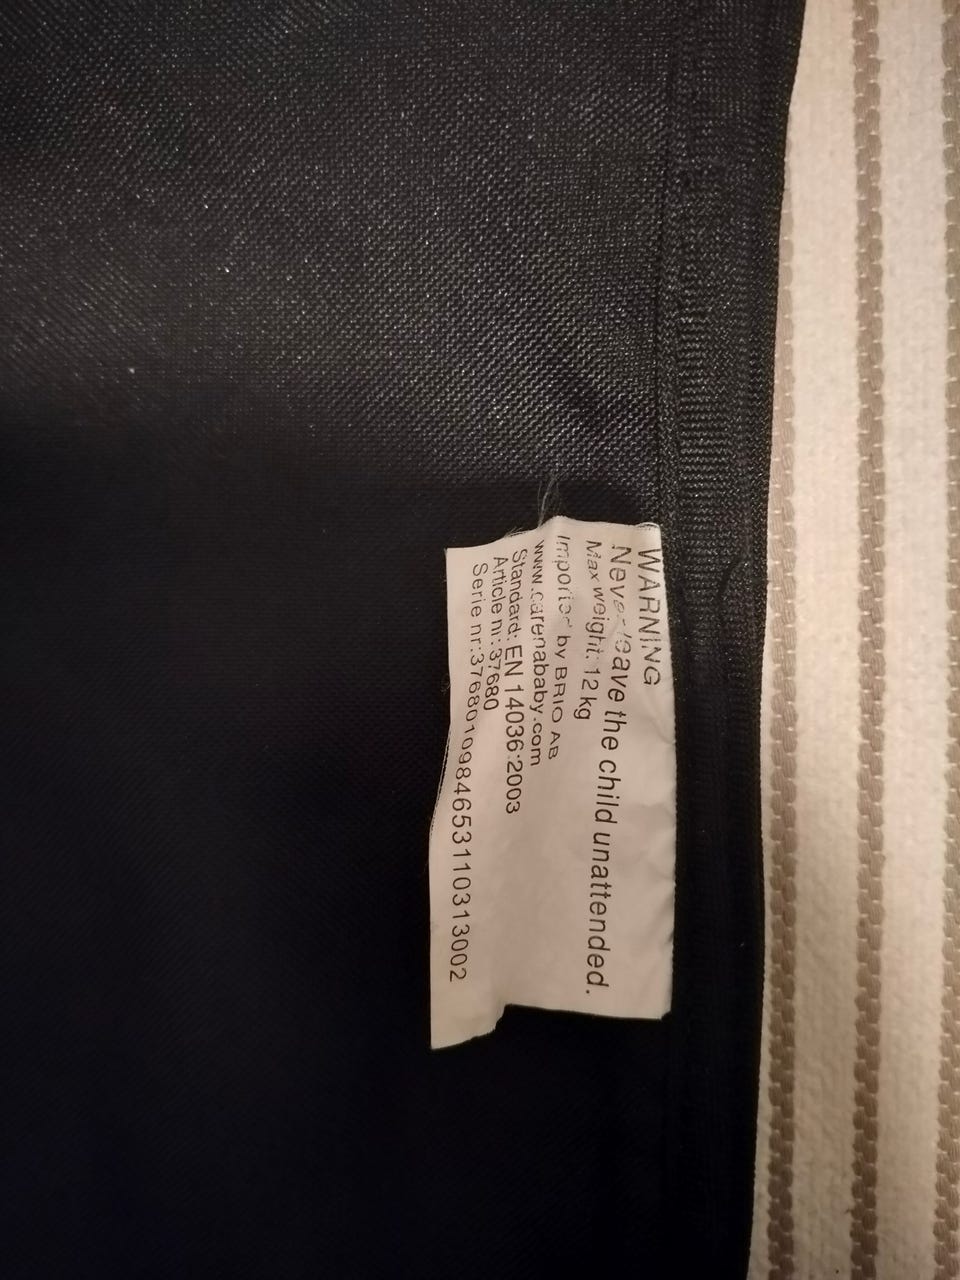 WARNING
Never leave the child unattended.
Max weight: 12 kg
Imported by BRIO AB
www.carenababy.com
Standard: EN 14036:2003
Article nr: 37680
Serie nr:3768010984653110313002